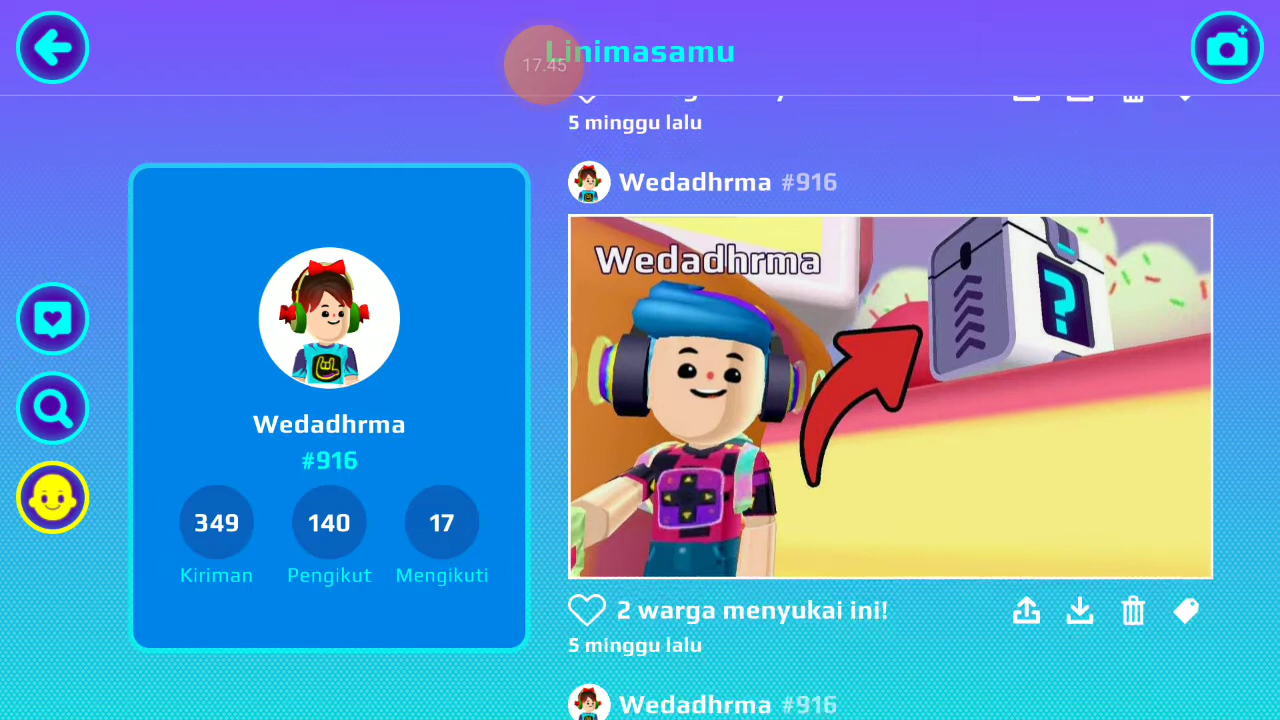 Linimasamu
17.45
5 minggu lalu
Wedadhrma #916
Wedadhrma
?
2 warga menyukai ini!
5 minggu lalu
Wedadhrma #916
Wedadhrma
#916
349
140
17
Kiriman
Pengikut
Mengikuti